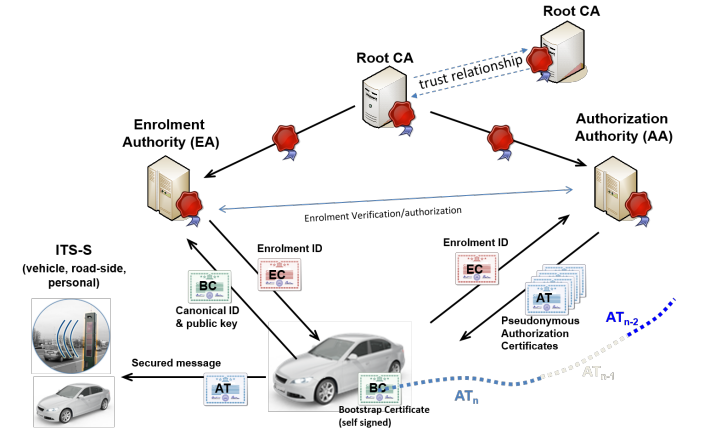 Root CA
Root CA
trust relationship
Enrolment
Authority (EA)
Authorization
Authority (AA)
Enrolment Verification/authorization
ITS-S
(vehicle, road-side,
personal)
Enrolment ID
EC
BC
Canonical ID
& public key
Enrolment ID
EC
AT
Pseudonymous
Authorization
Certificates
ATn-2
ATn-1
ATn
Secured message
AT
BC
Bootstrap Certificate
(self signed)